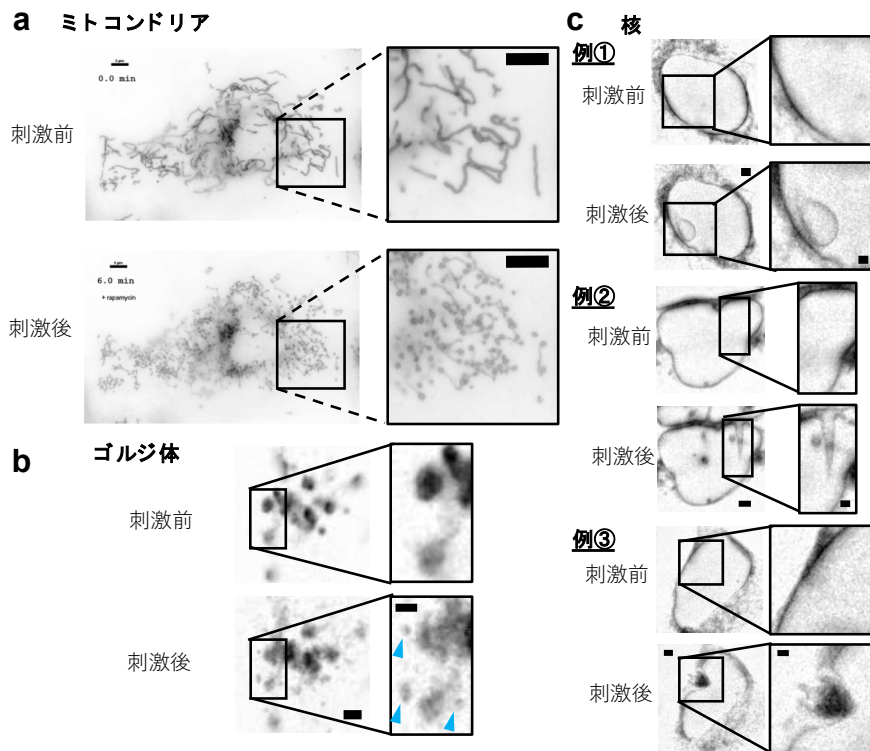 a ミトコンドリア
5μm
0.0 min
刺激前
5μm
6.0 min
+ rapamycin
刺激後
b ゴルジ体
刺激前
刺激後
c 核
例①
刺激前
刺激後
例②
刺激前
刺激後
例③
刺激前
刺激後